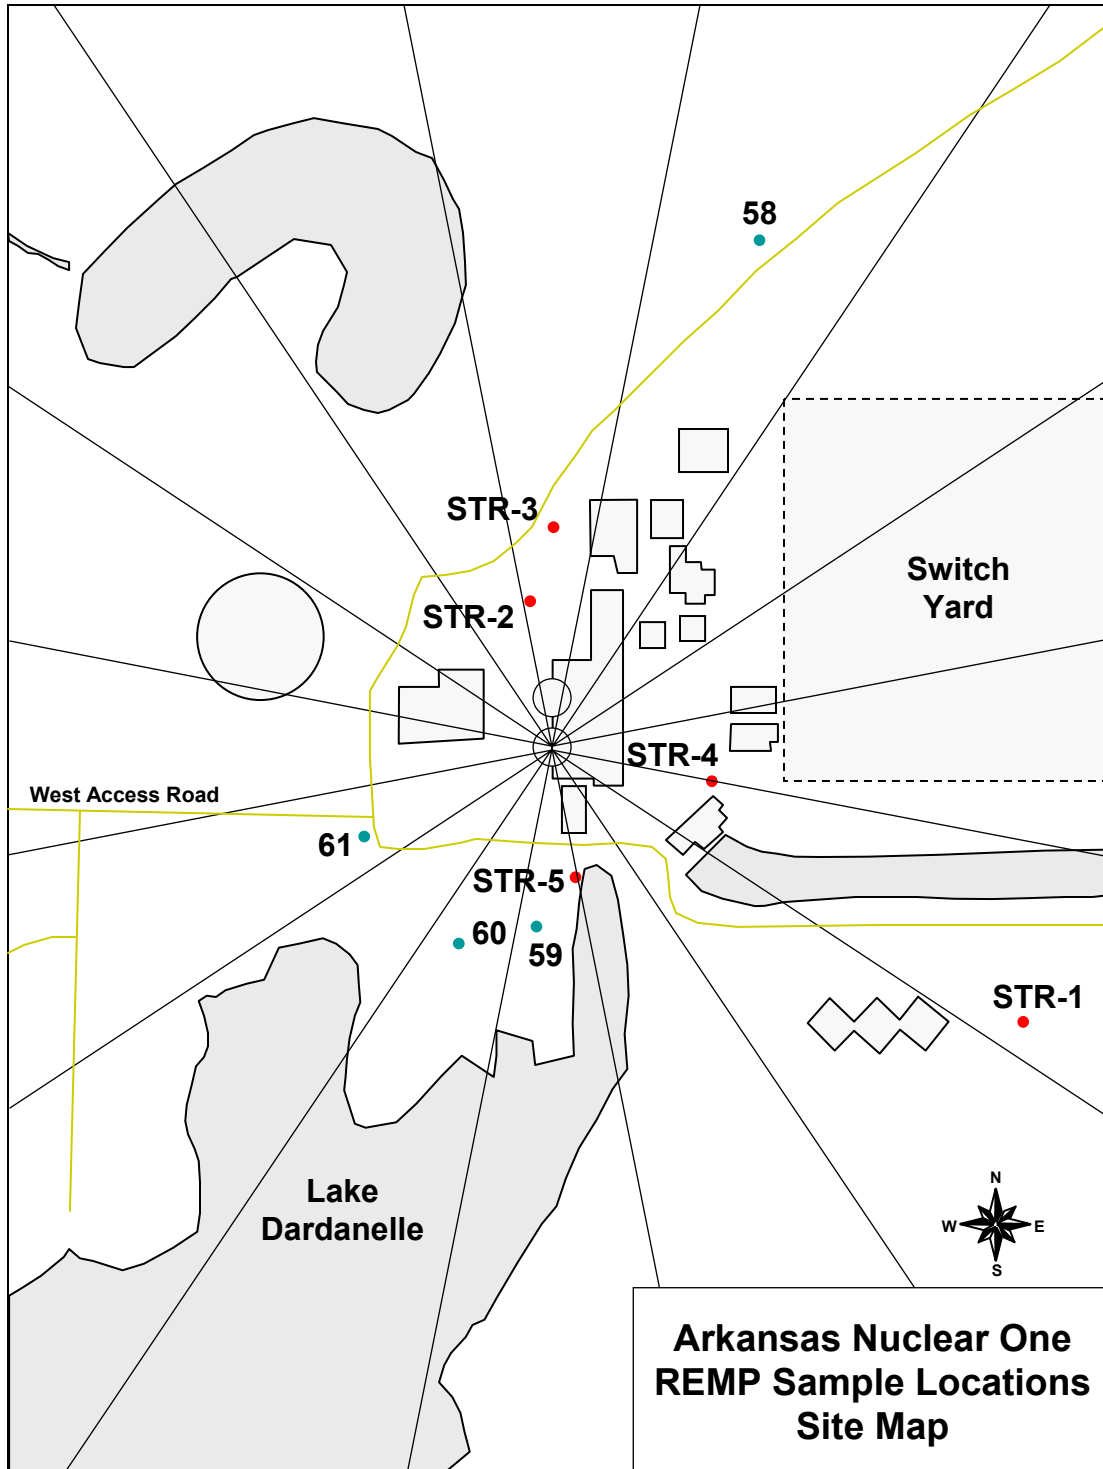 58
STR-3
Switch
Yard
STR-2
STR-4
West Access Road
61
STR-5
60
59
STR-1
N
W
E
S
Lake
Dardanelle
Arkansas Nuclear One
REMP Sample Locations
Site Map